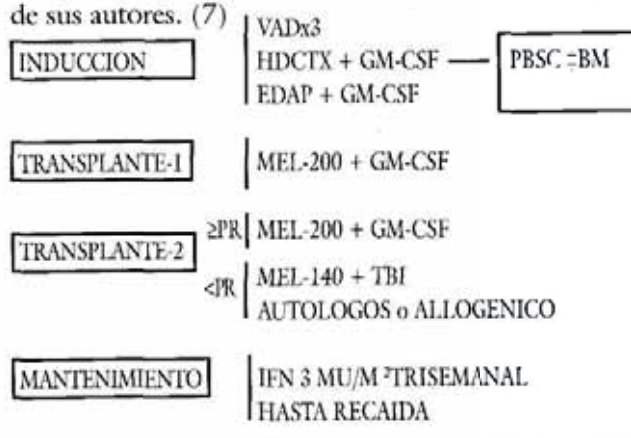 de sus autores. (7)
VADx3
INDUCCION HDCTX + GM-CSF — PBSC ±BM
EDAP + GM-CSF
TRANSPLANTE-1 MEL-200 + GM-CSF
≥PR MEL-200 + GM-CSF
TRANSPLANTE-2
<PR MEL-140 + TBI
AUTOLOGOS o ALLOGENICO
MANTENIMIENTO IFN 3 MU/M ²TRISEMANAL
HASTA RECAIDA